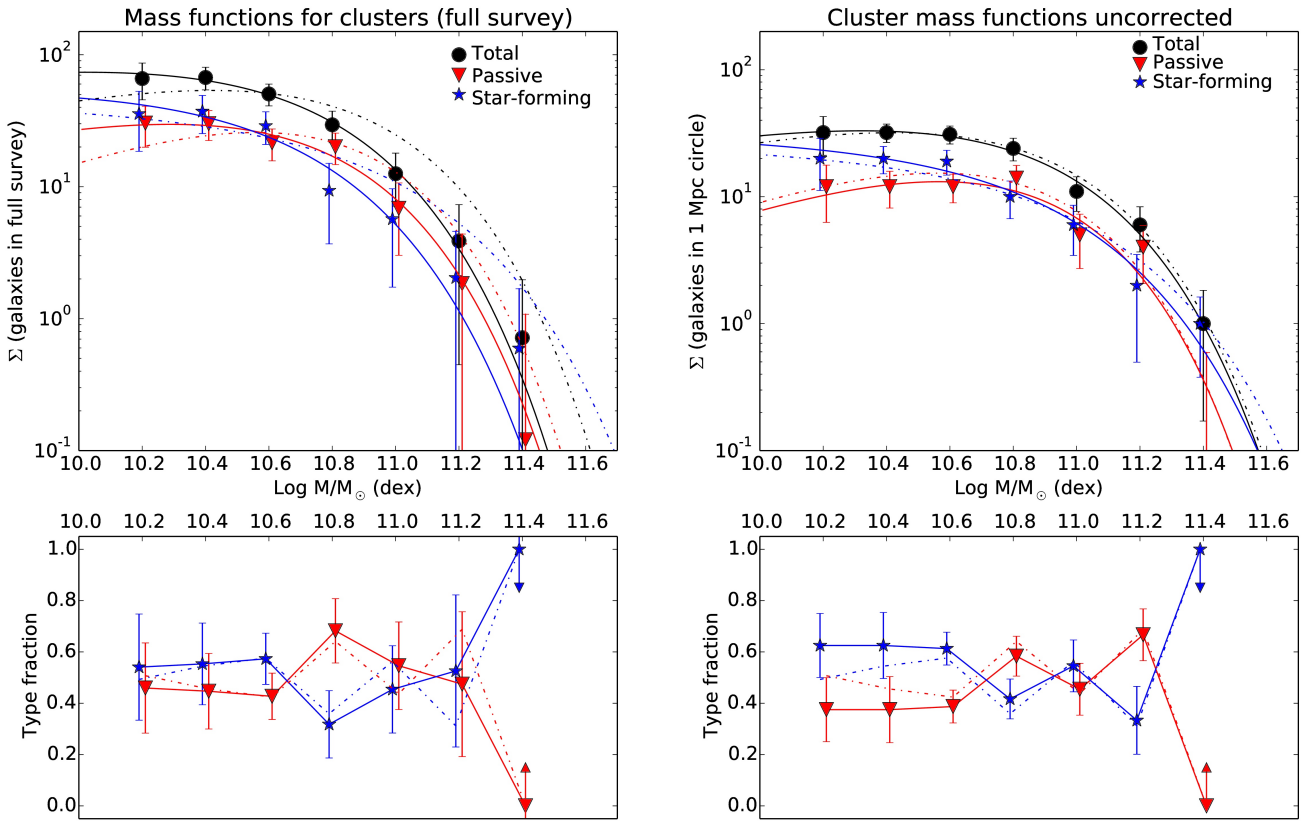 Mass functions for clusters (full survey)
Total
Passive
Star-forming
Σ (galaxies in full survey)
10²
10¹
10⁰
10⁻¹
10.0 10.2 10.4 10.6 10.8 11.0 11.2 11.4 11.6
Log M/M☉ (dex)
10.0 10.2 10.4 10.6 10.8 11.0 11.2 11.4 11.6
Type fraction
1.0
0.8
0.6
0.4
0.2
0.0
Cluster mass functions uncorrected
Total
Passive
Star-forming
Σ (galaxies in 1 Mpc circle)
10²
10¹
10⁰
10⁻¹
10.0 10.2 10.4 10.6 10.8 11.0 11.2 11.4 11.6
Log M/M☉ (dex)
10.0 10.2 10.4 10.6 10.8 11.0 11.2 11.4 11.6
Type fraction
1.0
0.8
0.6
0.4
0.2
0.0